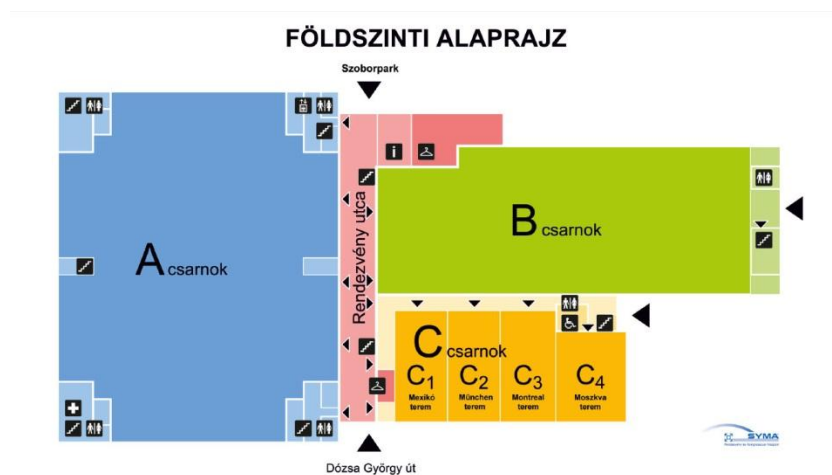 FÖLDSZINTI ALAPRAJZ
Szoborpark
i
A csarnok
Rendezvény utca
B csarnok
C csarnok
C1
Mexikó
terem
C2
München
terem
C3
Montreal
terem
C4
Moszkva
terem
SYMA
Dózsa György út